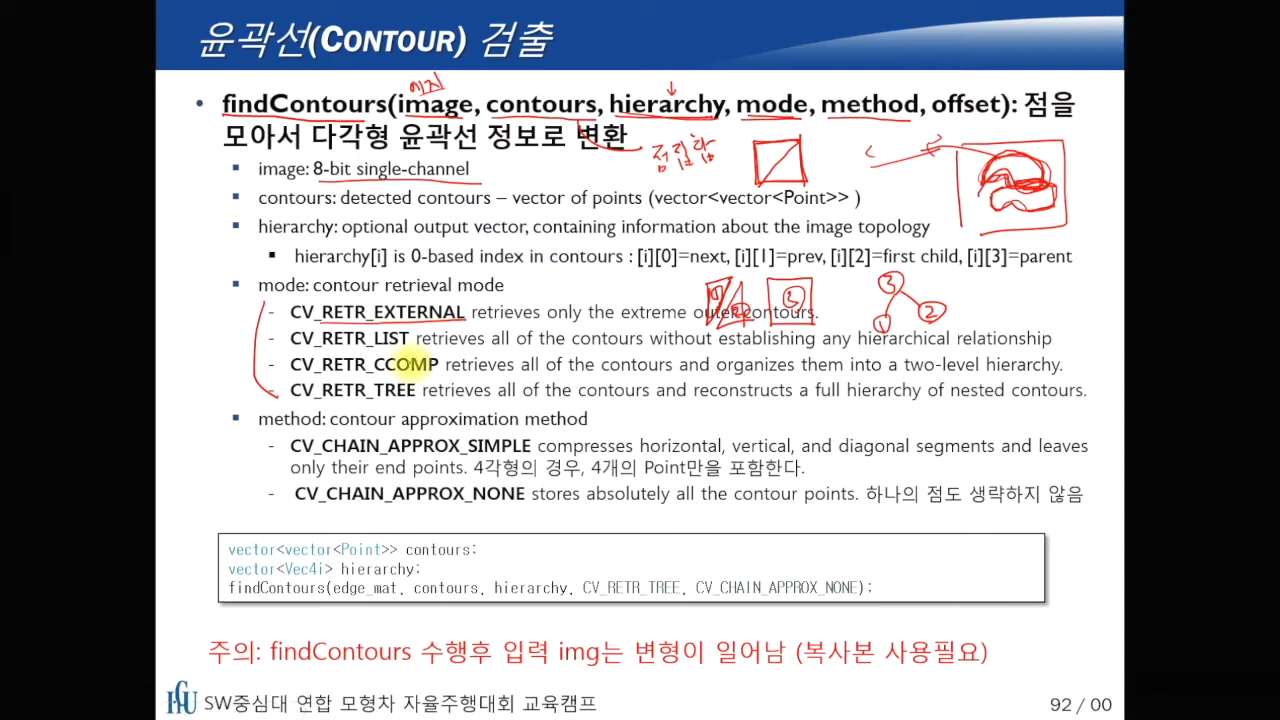 윤곽선(CONTOUR) 검출
에지
• findContours(image, contours, hierarchy, mode, method, offset): 점을
모아서 다각형 윤곽선 정보로 변환
점집합
▪ image: 8-bit single-channel
▪ contours: detected contours – vector of points (vector<vector<Point>> )
▪ hierarchy: optional output vector, containing information about the image topology
▪ hierarchy[i] is 0-based index in contours : [i][0]=next, [i][1]=prev, [i][2]=first child, [i][3]=parent
▪ mode: contour retrieval mode
① ② ③ ③ ① ②
- CV_RETR_EXTERNAL retrieves only the extreme outer contours.
- CV_RETR_LIST retrieves all of the contours without establishing any hierarchical relationship
- CV_RETR_CCOMP retrieves all of the contours and organizes them into a two-level hierarchy.
- CV_RETR_TREE retrieves all of the contours and reconstructs a full hierarchy of nested contours.
▪ method: contour approximation method
- CV_CHAIN_APPROX_SIMPLE compresses horizontal, vertical, and diagonal segments and leaves
only their end points. 4각형의 경우, 4개의 Point만을 포함한다.
- CV_CHAIN_APPROX_NONE stores absolutely all the contour points. 하나의 점도 생략하지 않음
vector<vector<Point>> contours;
vector<Vec4i> hierarchy;
findContours(edge_mat, contours, hierarchy, CV_RETR_TREE, CV_CHAIN_APPROX_NONE);
주의: findContours 수행후 입력 img는 변형이 일어남 (복사본 사용필요)
SW중심대 연합 모형차 자율주행대회 교육캠프
92 / 00